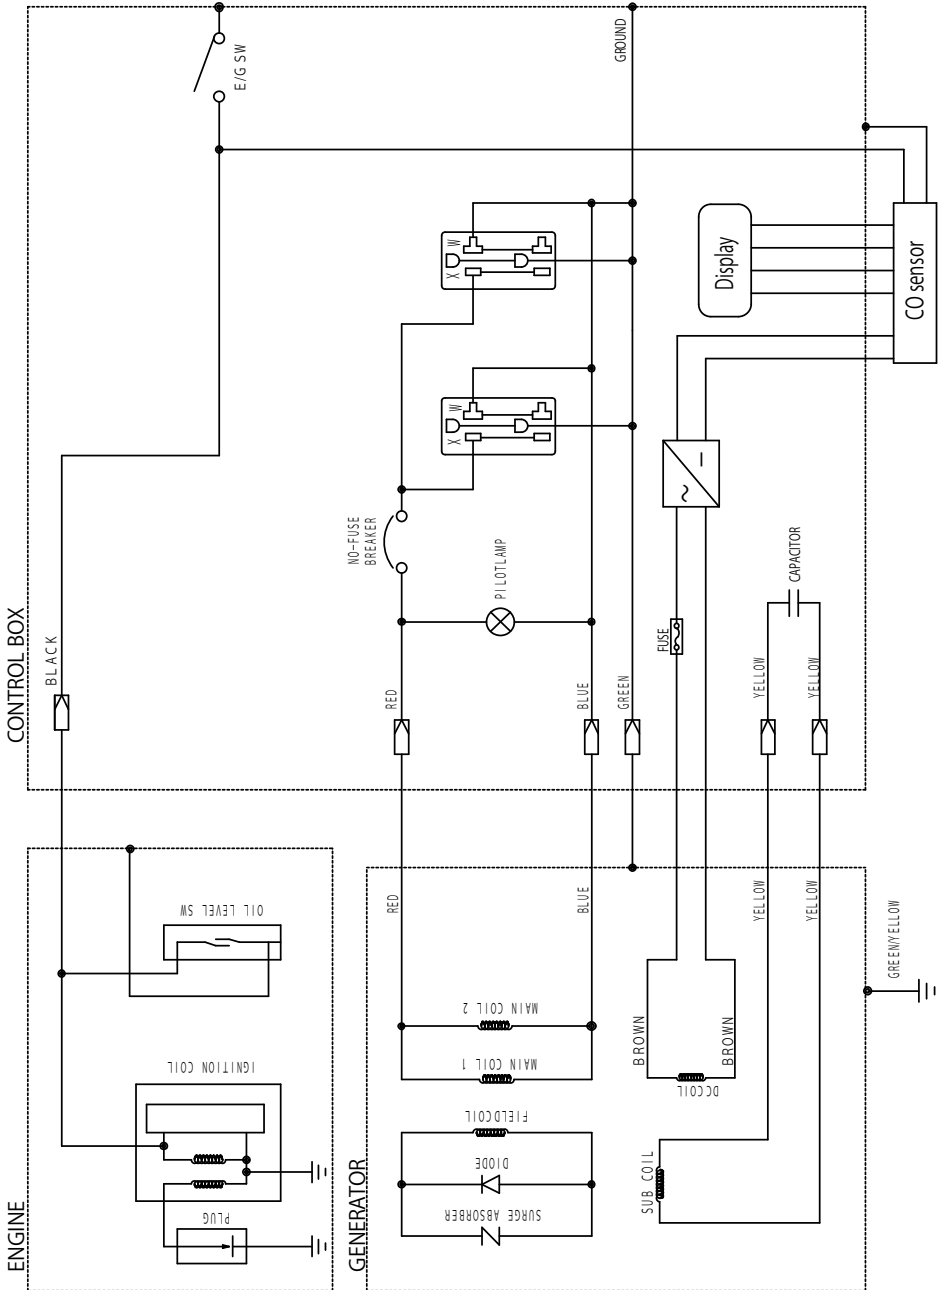 CONTROL BOX
BLACK
E/G SW
GROUND
W
X
W
X
Display
CO sensor
NO-FUSE
BREAKER
PILOTLAMP
FUSE
CAPACITOR
RED
BLUE
GREEN
YELLOW
YELLOW
ENGINE
OIL LEVEL SW
IGNITION COIL
PLUG
GENERATOR
RED
BLUE
YELLOW
YELLOW
GREEN/YELLOW
MAIN COIL 2
MAIN COIL 1
FIELDCOIL
DIODE
SURGE ABSORBER
BROWN
BROWN
DCCOIL
SUB COIL